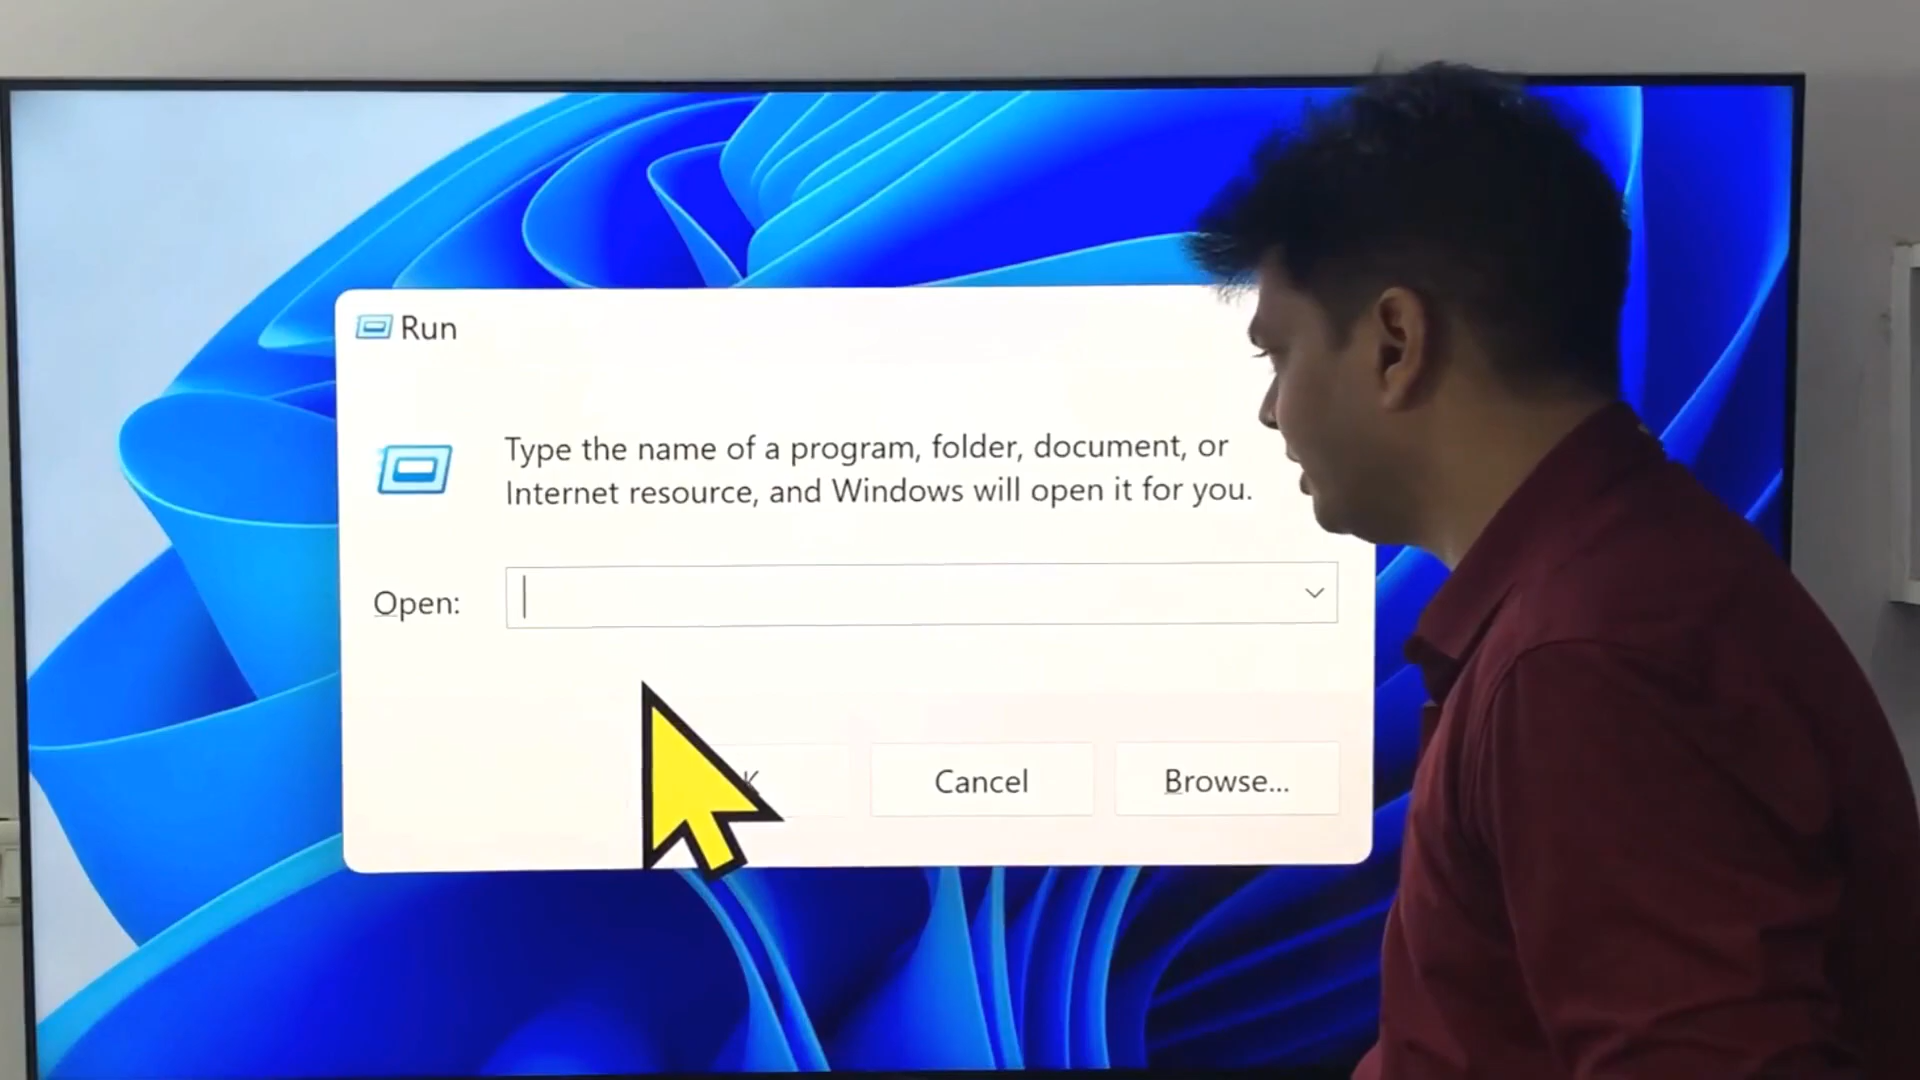 Run
Type the name of a program, folder, document, or
Internet resource, and Windows will open it for you.
Open:
Cancel
Browse...